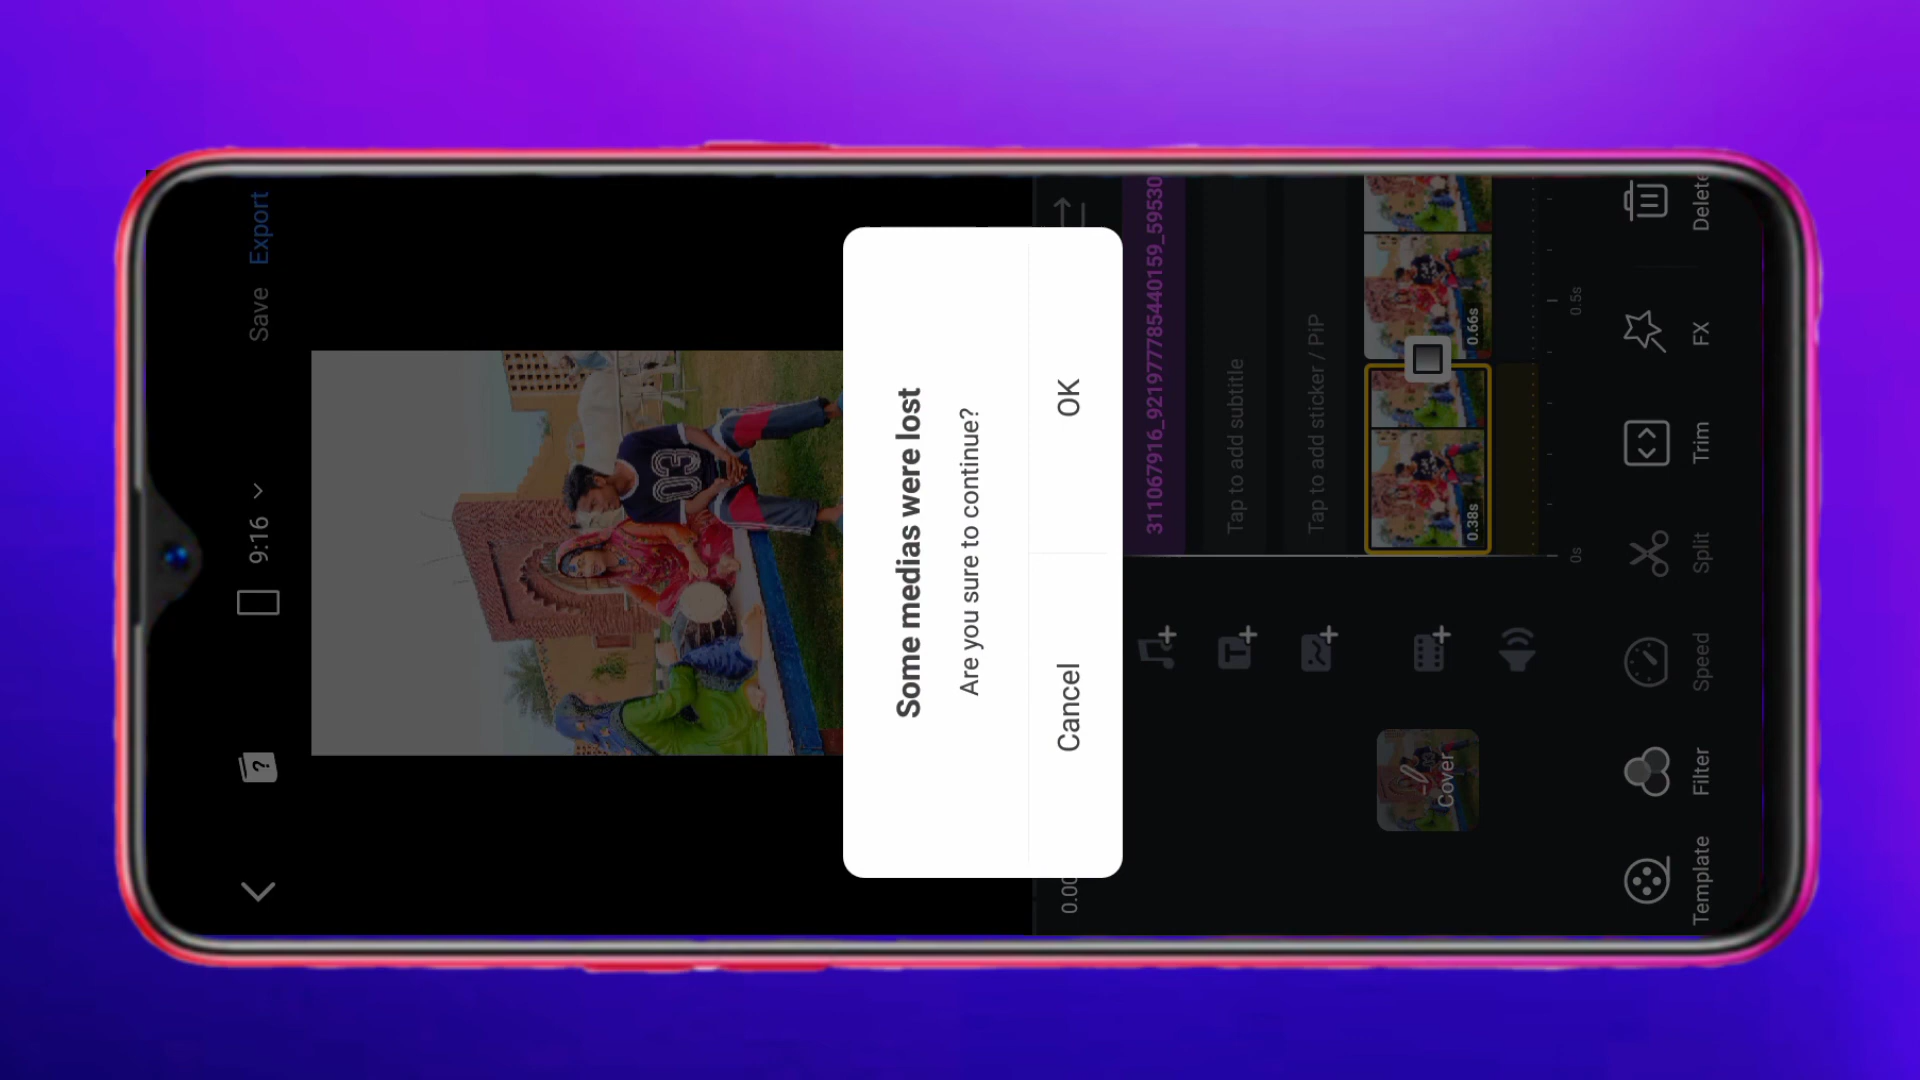 9:16
Save
Export
03
Some medias were lost
Are you sure to continue?
Cancel
OK
0.00
311067916_921977785440159_59530
Tap to add subtitle
Tap to add sticker / PiP
0.38s
0.66s
Cover
0s
0.5s
Template
Filter
Speed
Split
Trim
FX
Delete